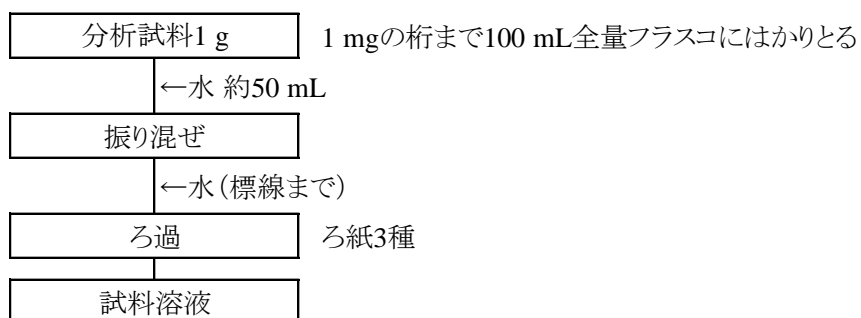 分析試料1 g 1 mgの桁まで100 mL全量フラスコにはかりとる
←水 約50 mL
振り混ぜ
←水（標線まで）
ろ過 ろ紙3種
試料溶液